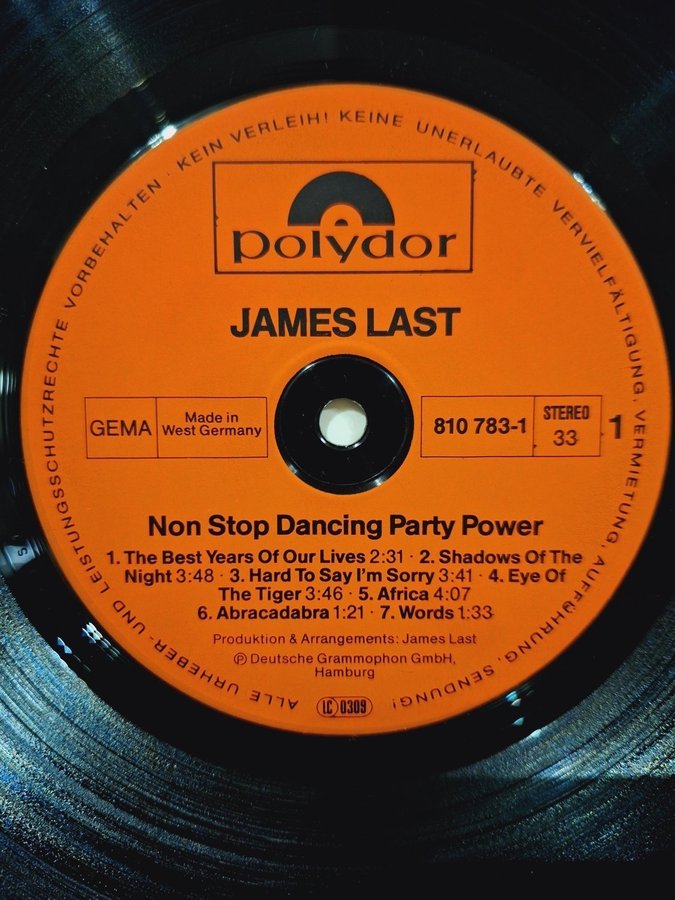 ALLE URHEBER- UND LEISTUNGSSCHUTZRECHTE VORBEHALTEN · KEIN VERLEIH! KEINE UNERLAUBTE VERVIELFÄLTIGUNG, VERMIETUNG, AUFFÜHRUNG, SENDUNG!
polydor
JAMES LAST
GEMA
Made in
West Germany
810 783-1
STEREO
33
1
Non Stop Dancing Party Power
1. The Best Years Of Our Lives 2:31 · 2. Shadows Of The
Night 3:48 · 3. Hard To Say I'm Sorry 3:41 · 4. Eye Of
The Tiger 3:46 · 5. Africa 4:07
6. Abracadabra 1:21 · 7. Words 1:33
Produktion & Arrangements: James Last
Ⓟ Deutsche Grammophon GmbH,
Hamburg
LC 0309